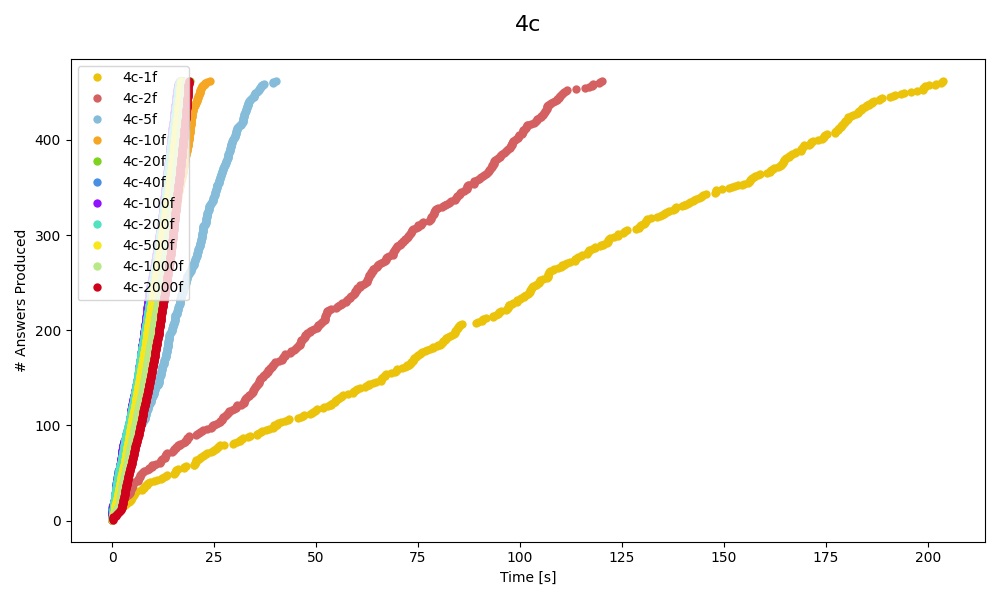 4c
4c-1f
4c-2f
4c-5f
4c-10f
4c-20f
4c-40f
4c-100f
4c-200f
4c-500f
4c-1000f
4c-2000f
# Answers Produced
400
300
200
100
0
0 25 50 75 100 125 150 175 200
Time [s]